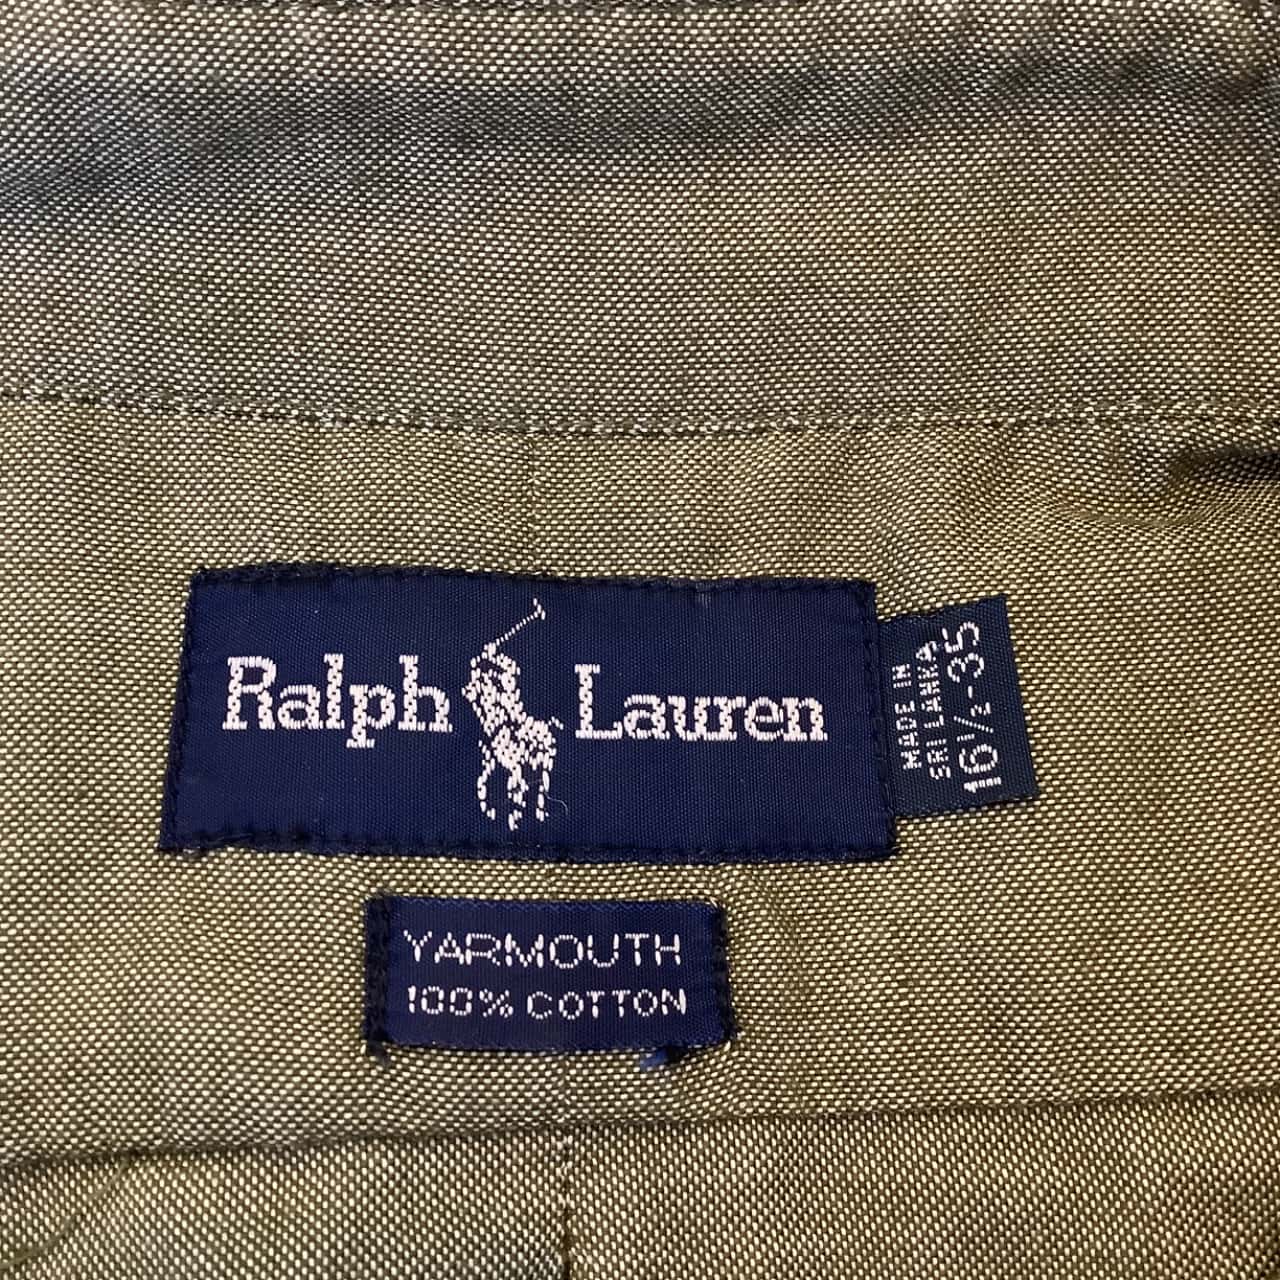 Ralph Lauren
MADE IN
SRI LANKA
16½-35
YARMOUTH
100% COTTON